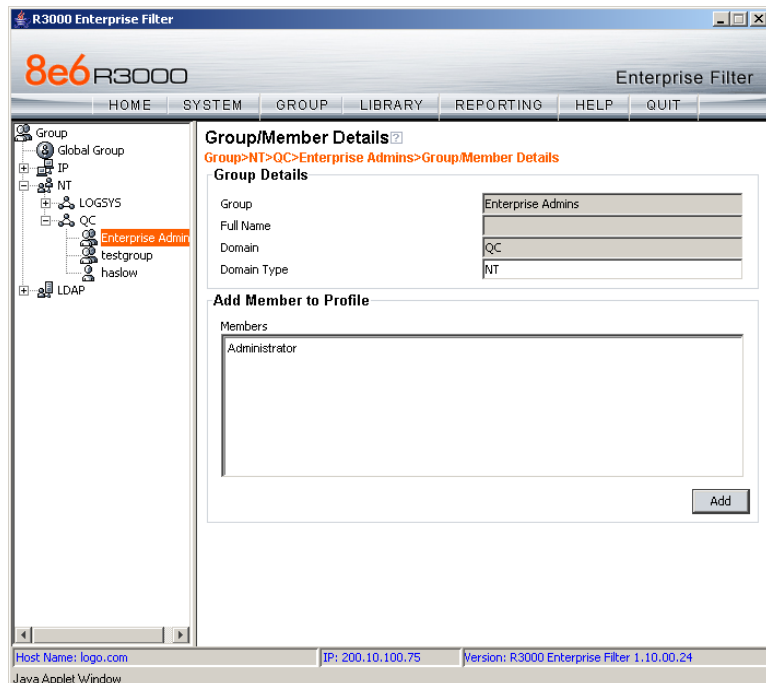 R3000 Enterprise Filter
8e6 R3000
Enterprise Filter
HOME SYSTEM GROUP LIBRARY REPORTING HELP QUIT
Group
Global Group
IP
NT
LOGSYS
QC
Enterprise Admin
testgroup
haslow
LDAP
Group/Member Details ?
Group>NT>QC>Enterprise Admins>Group/Member Details
Group Details
Group Enterprise Admins
Full Name
Domain QC
Domain Type NT
Add Member to Profile
Members
Administrator
Add
Host Name: logo.com IP: 200.10.100.75 Version: R3000 Enterprise Filter 1.10.00.24
Java Applet Window